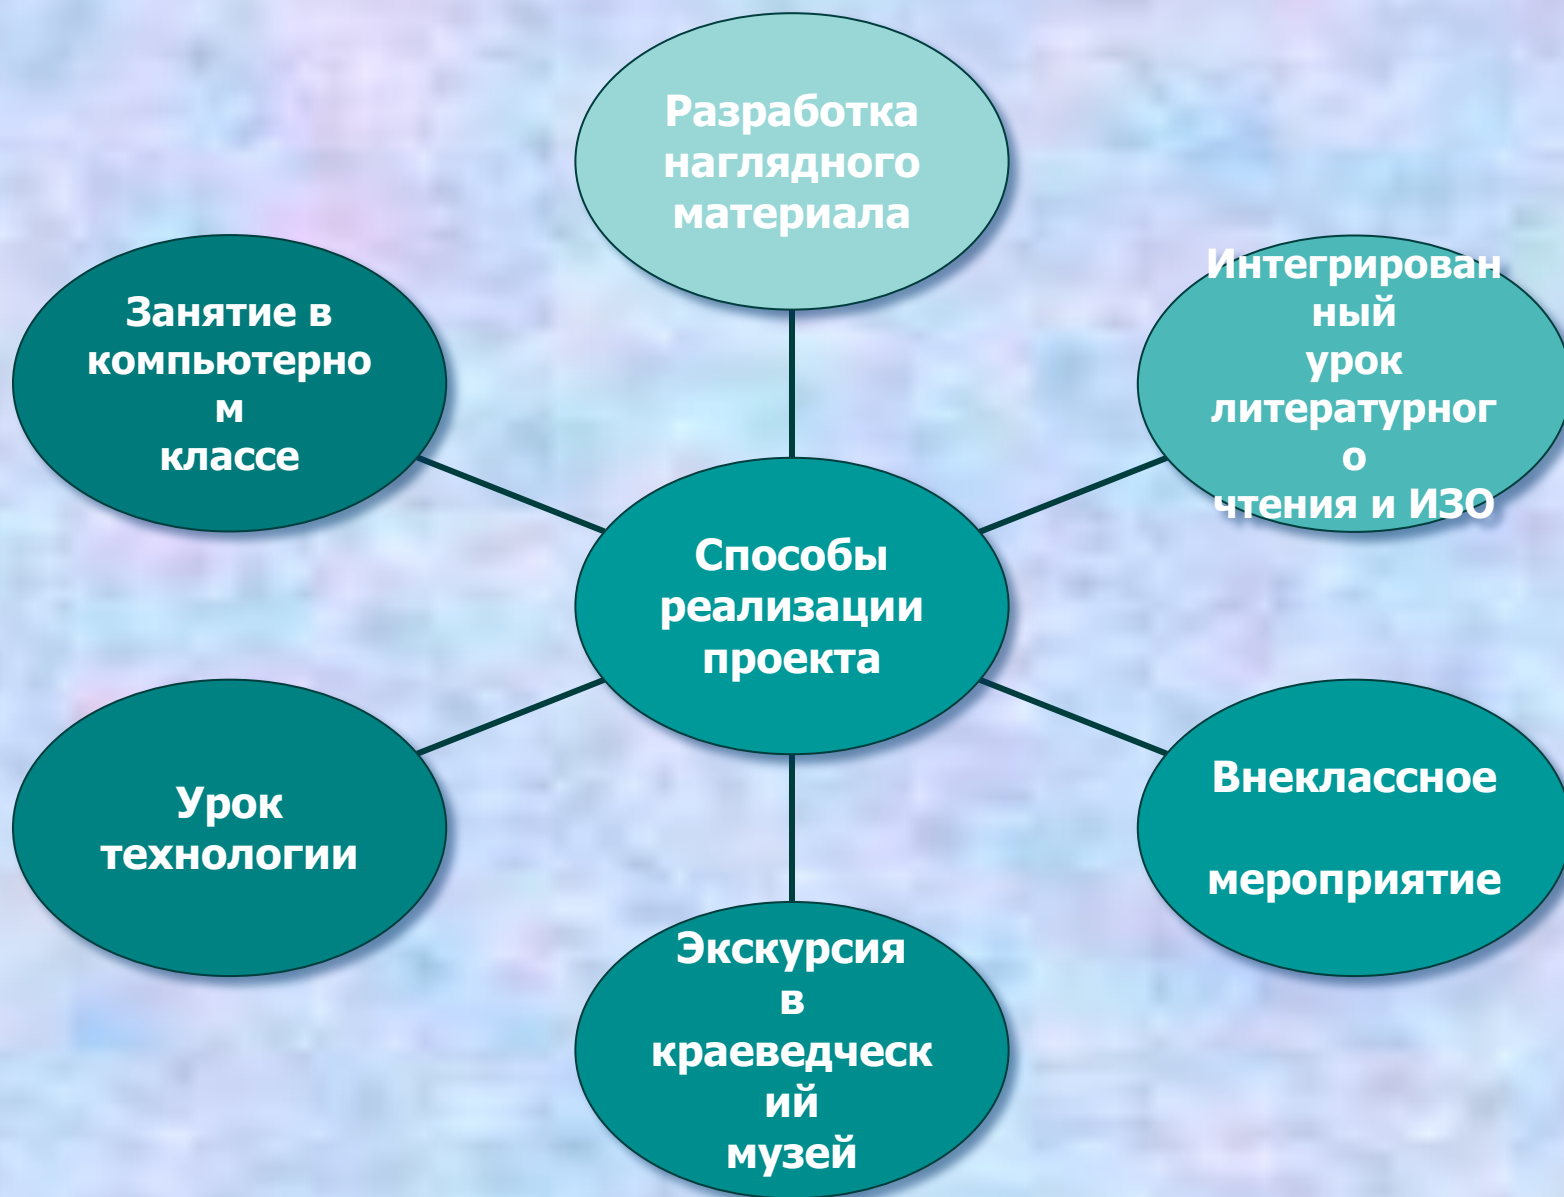 Разработка
наглядного
материала
Занятие в
компьютерно
м
классе
Интегрирован
ный
урок
литературног
о
чтения и ИЗО
Способы
реализации
проекта
Урок
технологии
Внеклассное
мероприятие
Экскурсия
в
краеведческ
ий
музей